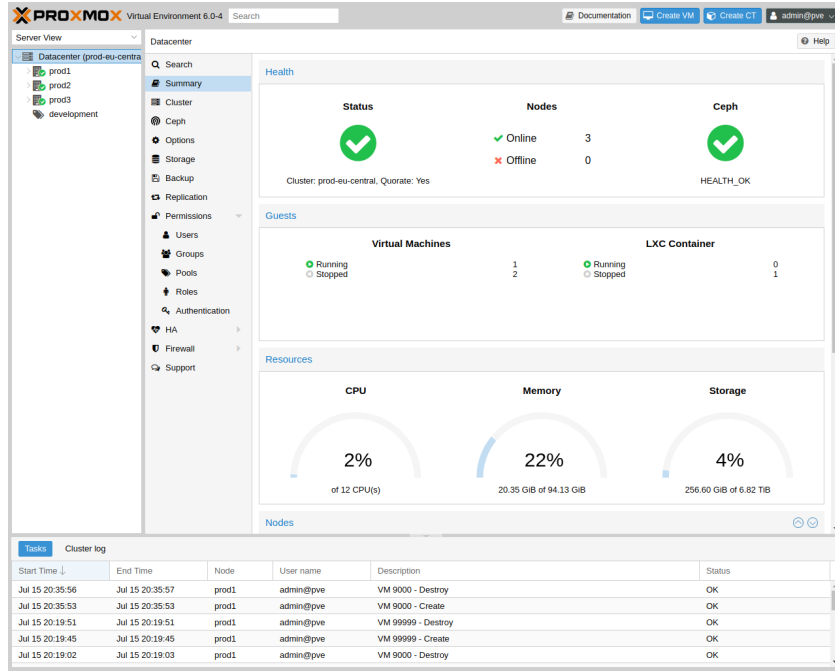 PROXMOX Virtual Environment 6.0-4 Search Documentation Create VM Create CT admin@pve
Server View
Datacenter (prod-eu-centra
prod1
prod2
prod3
development
Datacenter Help
Search
Summary
Cluster
Ceph
Options
Storage
Backup
Replication
Permissions
Users
Groups
Pools
Roles
Authentication
HA
Firewall
Support
Health
Status Nodes Ceph
Online 3
Offline 0
Cluster: prod-eu-central, Quorate: Yes HEALTH_OK
Guests
Virtual Machines LXC Container
Running 1 Running 0
Stopped 2 Stopped 1
Resources
CPU Memory Storage
2% 22% 4%
of 12 CPU(s) 20.35 GiB of 94.13 GiB 256.60 GiB of 6.82 TiB
Nodes
Tasks Cluster log
Start Time End Time Node User name Description Status
Jul 15 20:35:56 Jul 15 20:35:57 prod1 admin@pve VM 9000 - Destroy OK
Jul 15 20:35:53 Jul 15 20:35:53 prod1 admin@pve VM 9000 - Create OK
Jul 15 20:19:51 Jul 15 20:19:51 prod1 admin@pve VM 99999 - Destroy OK
Jul 15 20:19:45 Jul 15 20:19:45 prod1 admin@pve VM 99999 - Create OK
Jul 15 20:19:02 Jul 15 20:19:03 prod1 admin@pve VM 9000 - Destroy OK